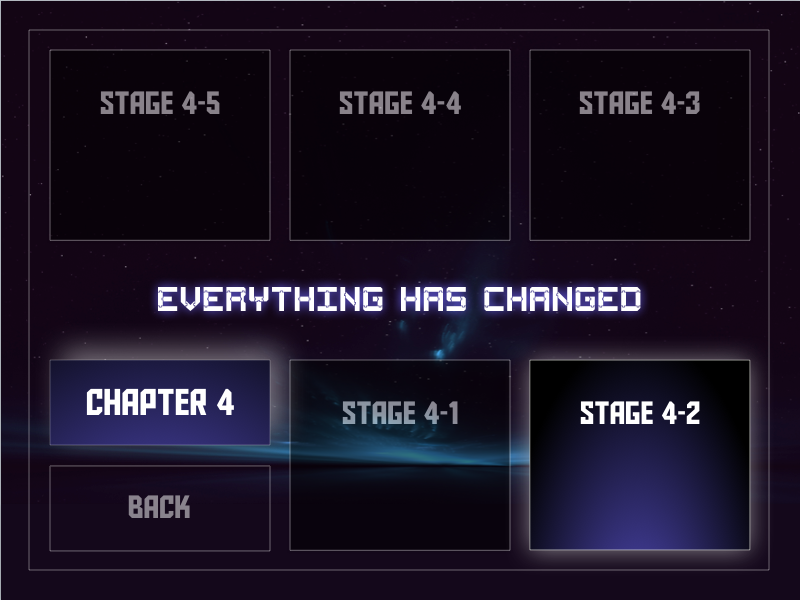 STAGE 4-5
STAGE 4-4
STAGE 4-3
EVERYTHING HAS CHANGED
CHAPTER 4
STAGE 4-1
STAGE 4-2
BACK